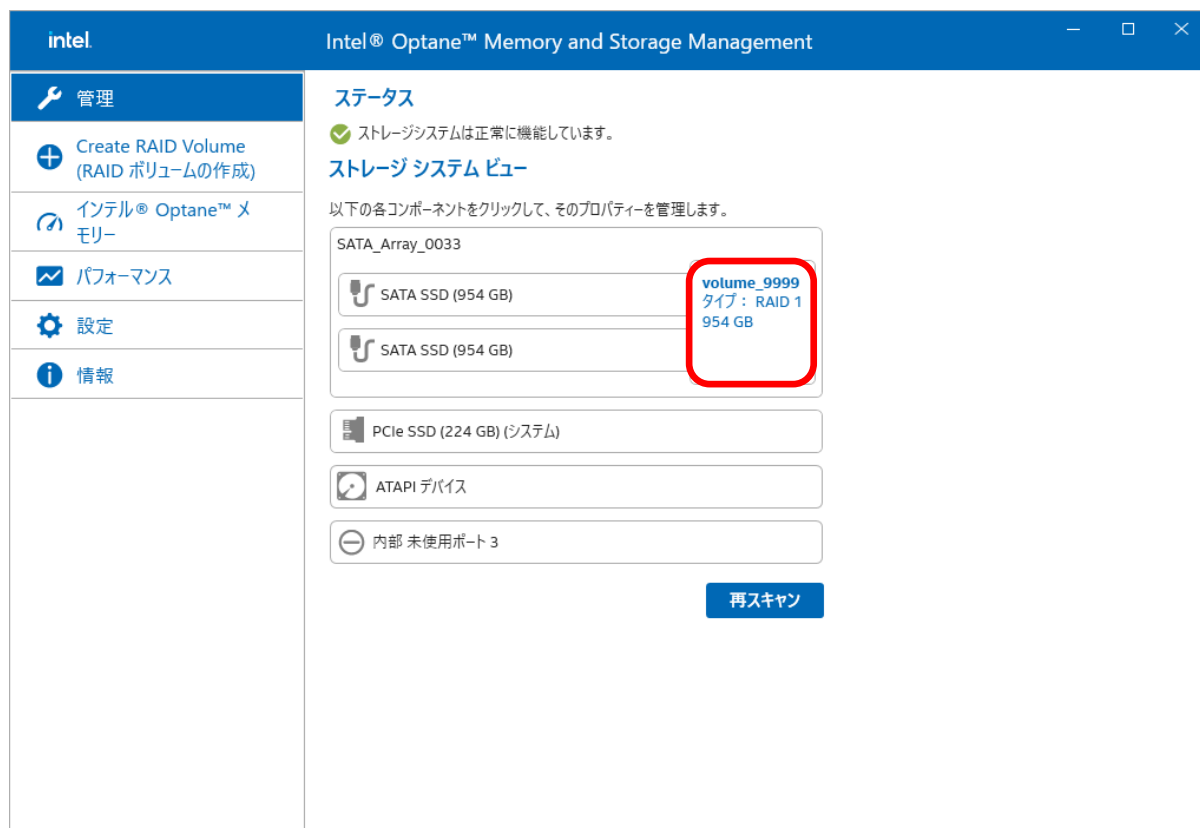 intel.
Intel® Optane™ Memory and Storage Management
管理
Create RAID Volume
(RAID ボリュームの作成)
インテル® Optane™ メ
モリー
パフォーマンス
設定
情報
ステータス
ストレージシステムは正常に機能しています。
ストレージ システム ビュー
以下の各コンポーネントをクリックして、そのプロパティーを管理します。
SATA_Array_0033
SATA SSD (954 GB)
SATA SSD (954 GB)
volume_9999
タイプ： RAID 1
954 GB
PCIe SSD (224 GB) (システム)
ATAPI デバイス
内部 未使用ポート 3
再スキャン